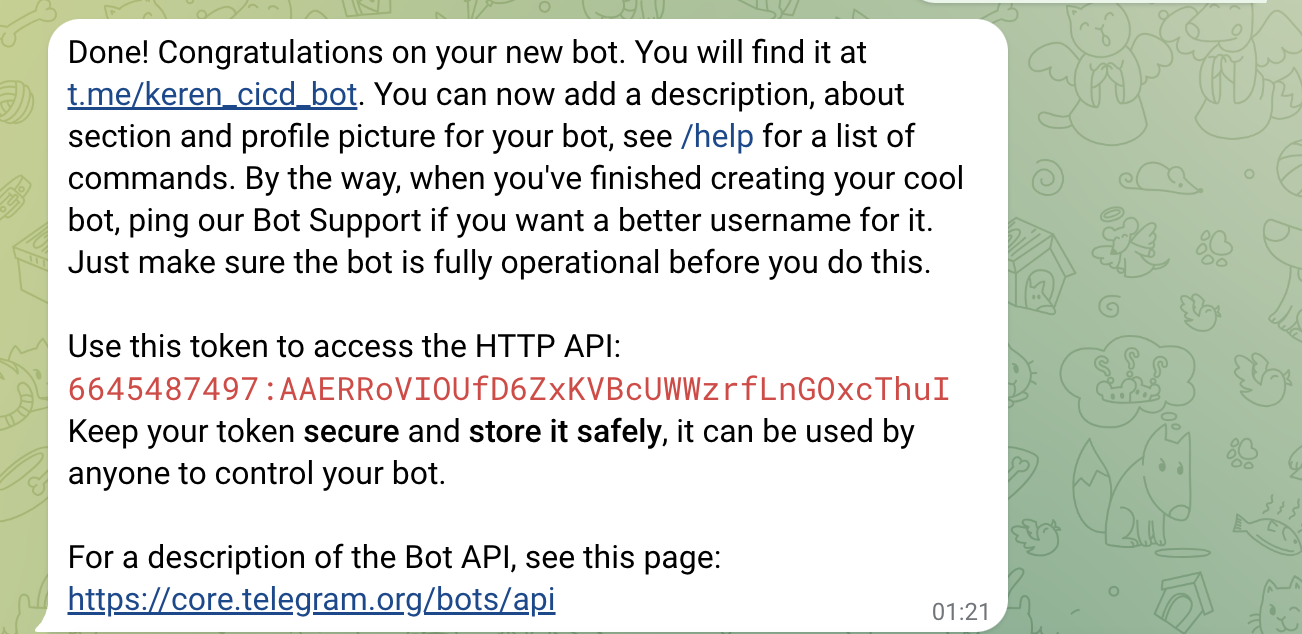 Done! Congratulations on your new bot. You will find it at
t.me/keren_cicd_bot. You can now add a description, about
section and profile picture for your bot, see /help for a list of
commands. By the way, when you've finished creating your cool
bot, ping our Bot Support if you want a better username for it.
Just make sure the bot is fully operational before you do this.
Use this token to access the HTTP API:
6645487497:AAERRoVIOUfD6ZxKVBcUWWzrfLnGOxcThuI
Keep your token secure and store it safely, it can be used by
anyone to control your bot.
For a description of the Bot API, see this page:
https://core.telegram.org/bots/api
01:21